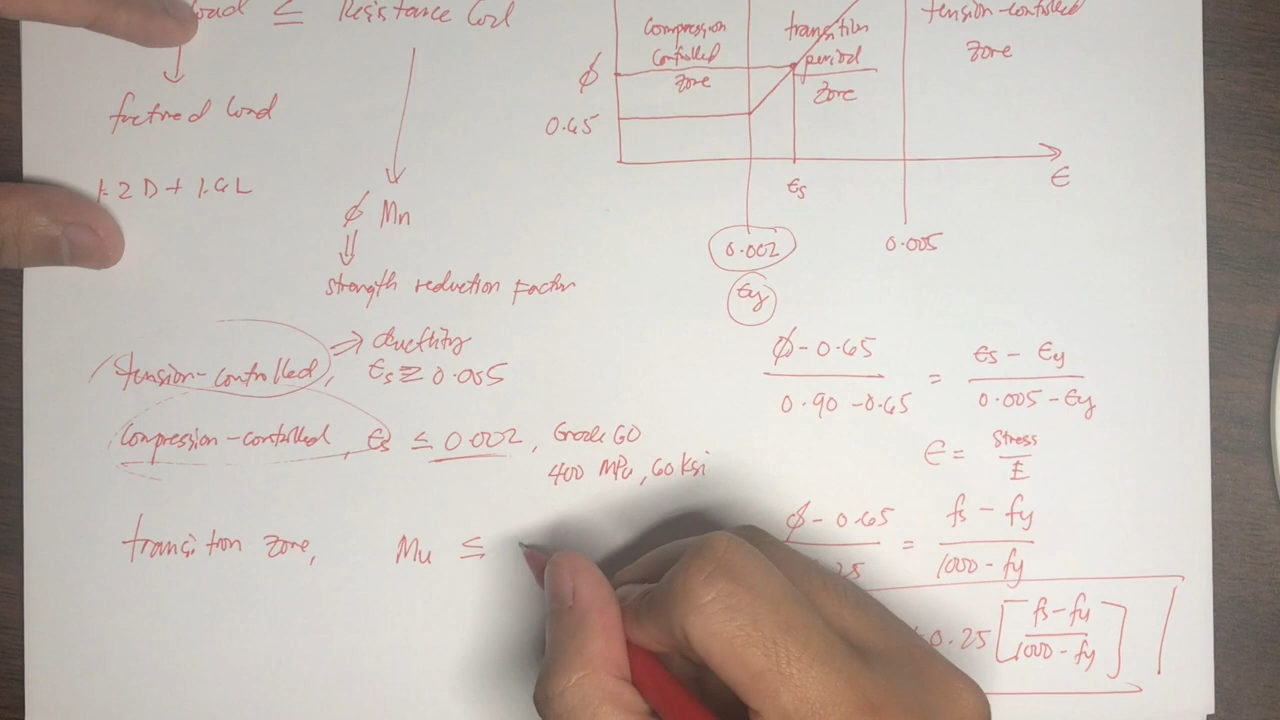 Load ≤ Resistance Load
factored load
1.2D + 1.6L
ϕ Mn
strength reduction Factor
tension-controlled, ⇒ ductility
εs ≥ 0.005
Compression-controlled, εs ≤ 0.002, Grade 60
400 MPa, 60 ksi
transition zone, Mu ≤
compression
controlled
zone
transition
period
zone
tension-controlled
zone
ϕ
0.65
εs
ε
0.002
0.005
εy
ϕ - 0.65
0.90 - 0.65
=
εs - εy
0.005 - εy
ε = Stress
E
ϕ - 0.65
25
=
fs - fy
1000 - fy
0.25 [ fs - fy
1000 - fy ]